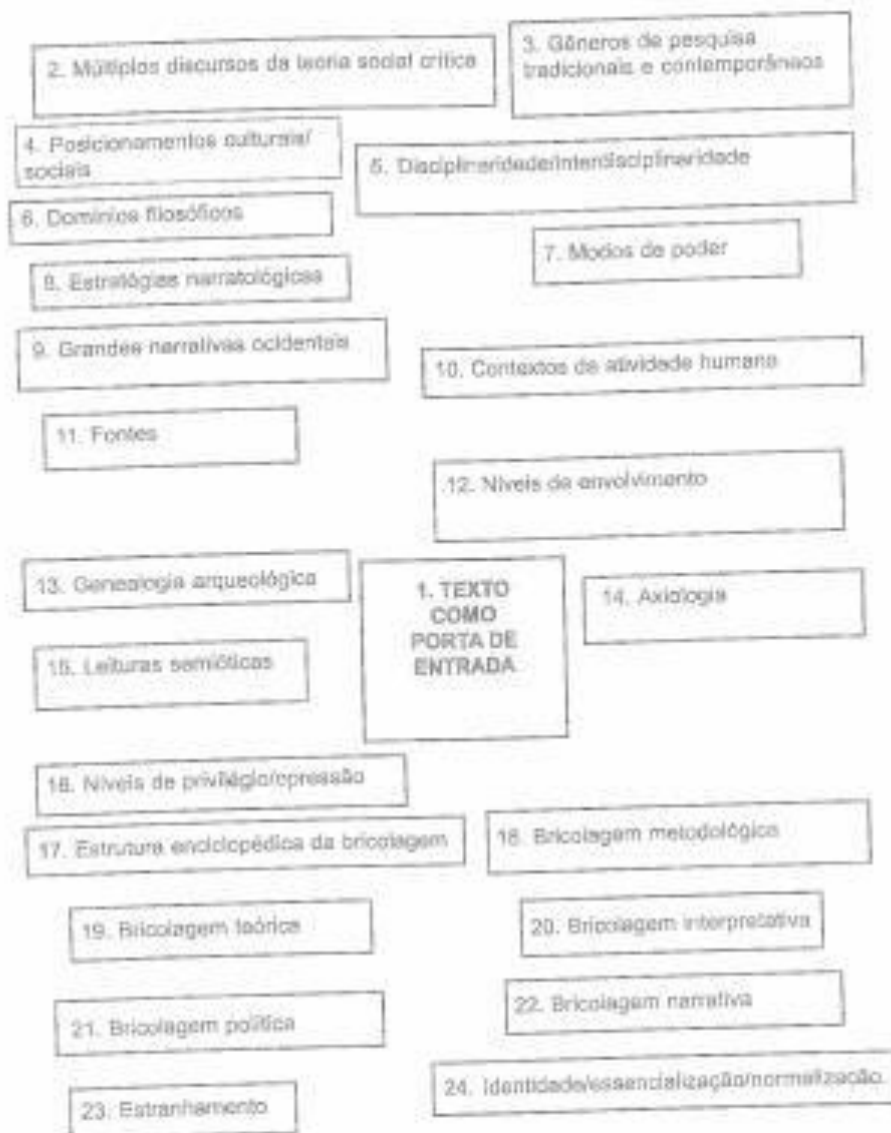 2. Múltiplos discursos da teoria social crítica
3. Gêneros de pesquisa
tradicionais e contemporâneos
4. Posicionamentos culturais/
sociais
5. Disciplinaridade/interdisciplinaridade
6. Domínios filosóficos
7. Modos de poder
8. Estratégias narratológicas
9. Grandes narrativas ocidentais
10. Contextos da atividade humana
11. Fontes
12. Níveis de envolvimento
13. Genealogia arqueológica
1. TEXTO
COMO
PORTA DE
ENTRADA
14. Axiologia
15. Leituras semióticas
16. Níveis de privilégio/opressão
17. Estrutura enciclopédica da bricolagem
18. Bricolagem metodológica
19. Bricolagem teórica
20. Bricolagem interpretativa
21. Bricolagem política
22. Bricolagem narrativa
23. Estranhamento
24. Identidade/essencialização/normalização